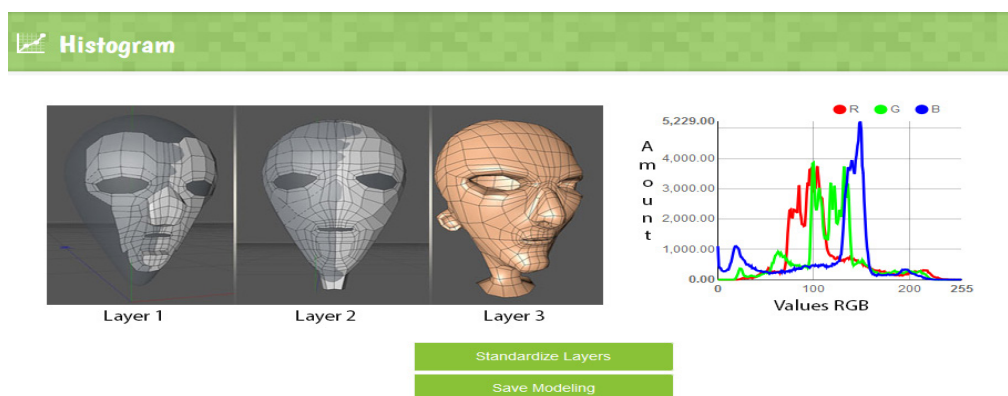 Histogram
R G B
Amount
5,229.00
4,000.00
3,000.00
2,000.00
1,000.00
0.00
0 100 200 255
Values RGB
Layer 1 Layer 2 Layer 3
Standardize Layers
Save Modeling